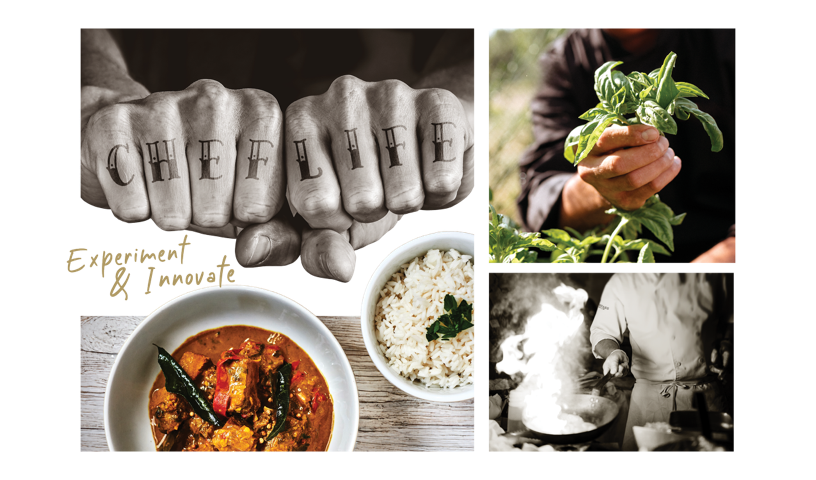 CHEF LIFE
Experiment
& Innovate